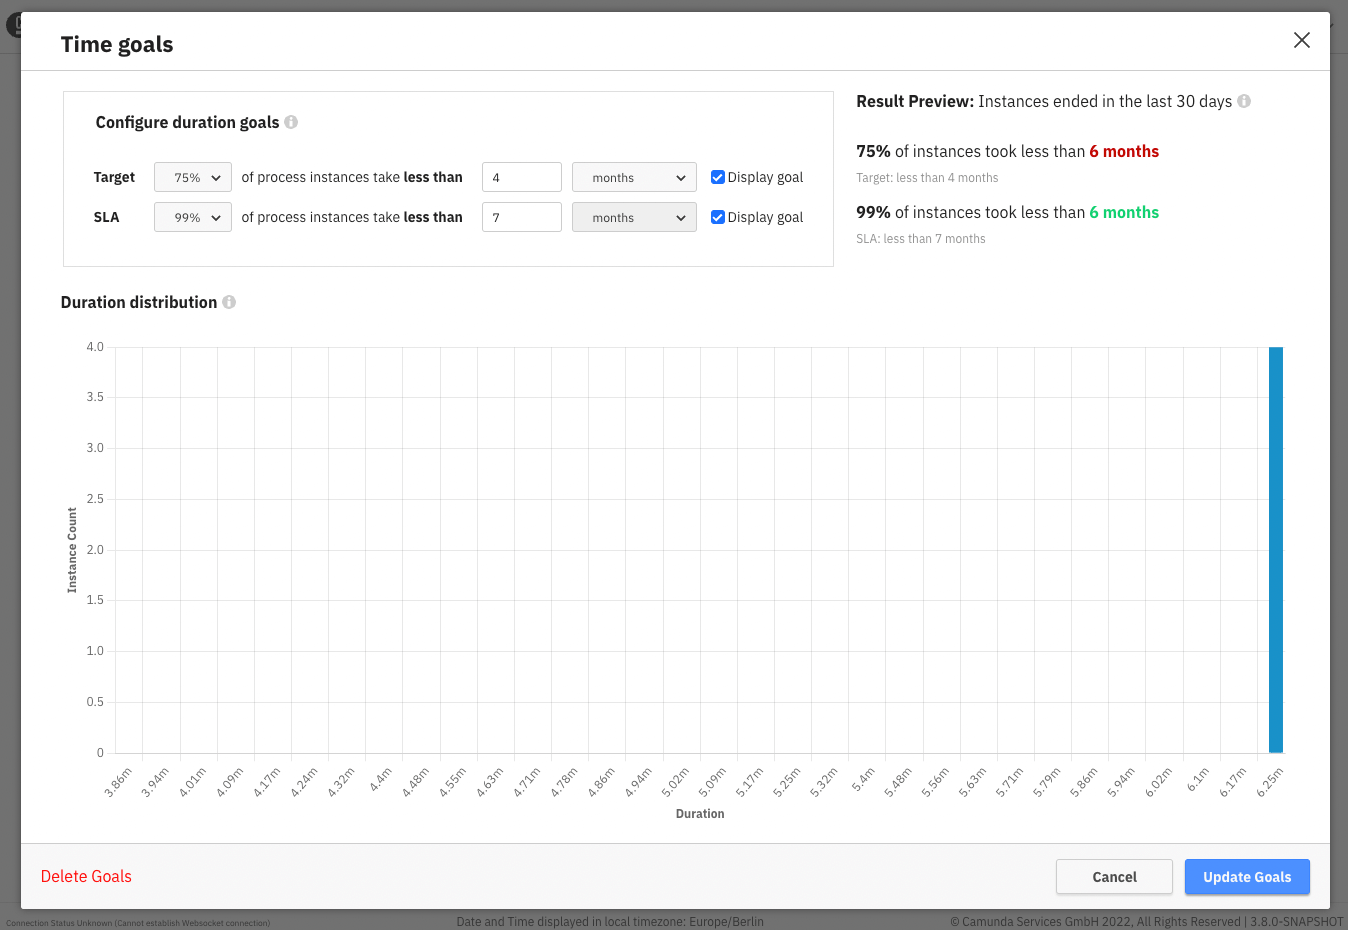 Time goals
Configure duration goals
Target 75% of process instances take less than 4 months Display goal
SLA 99% of process instances take less than 7 months Display goal
Result Preview: Instances ended in the last 30 days
75% of instances took less than 6 months
Target: less than 4 months
99% of instances took less than 6 months
SLA: less than 7 months
Duration distribution
4.0
3.5
3.0
2.5
2.0
1.5
1.0
0.5
0
Instance Count
3.86m 3.94m 4.01m 4.09m 4.17m 4.24m 4.32m 4.4m 4.48m 4.55m 4.63m 4.71m 4.78m 4.86m 4.94m 5.02m 5.09m 5.17m 5.25m 5.32m 5.4m 5.48m 5.56m 5.63m 5.71m 5.79m 5.86m 5.94m 6.02m 6.1m 6.17m 6.25m
Duration
Delete Goals
Cancel
Update Goals
Connection Status Unknown (Cannot establish Websocket connection)
Date and Time displayed in local timezone: Europe/Berlin
© Camunda Services GmbH 2022, All Rights Reserved | 3.8.0-SNAPSHOT